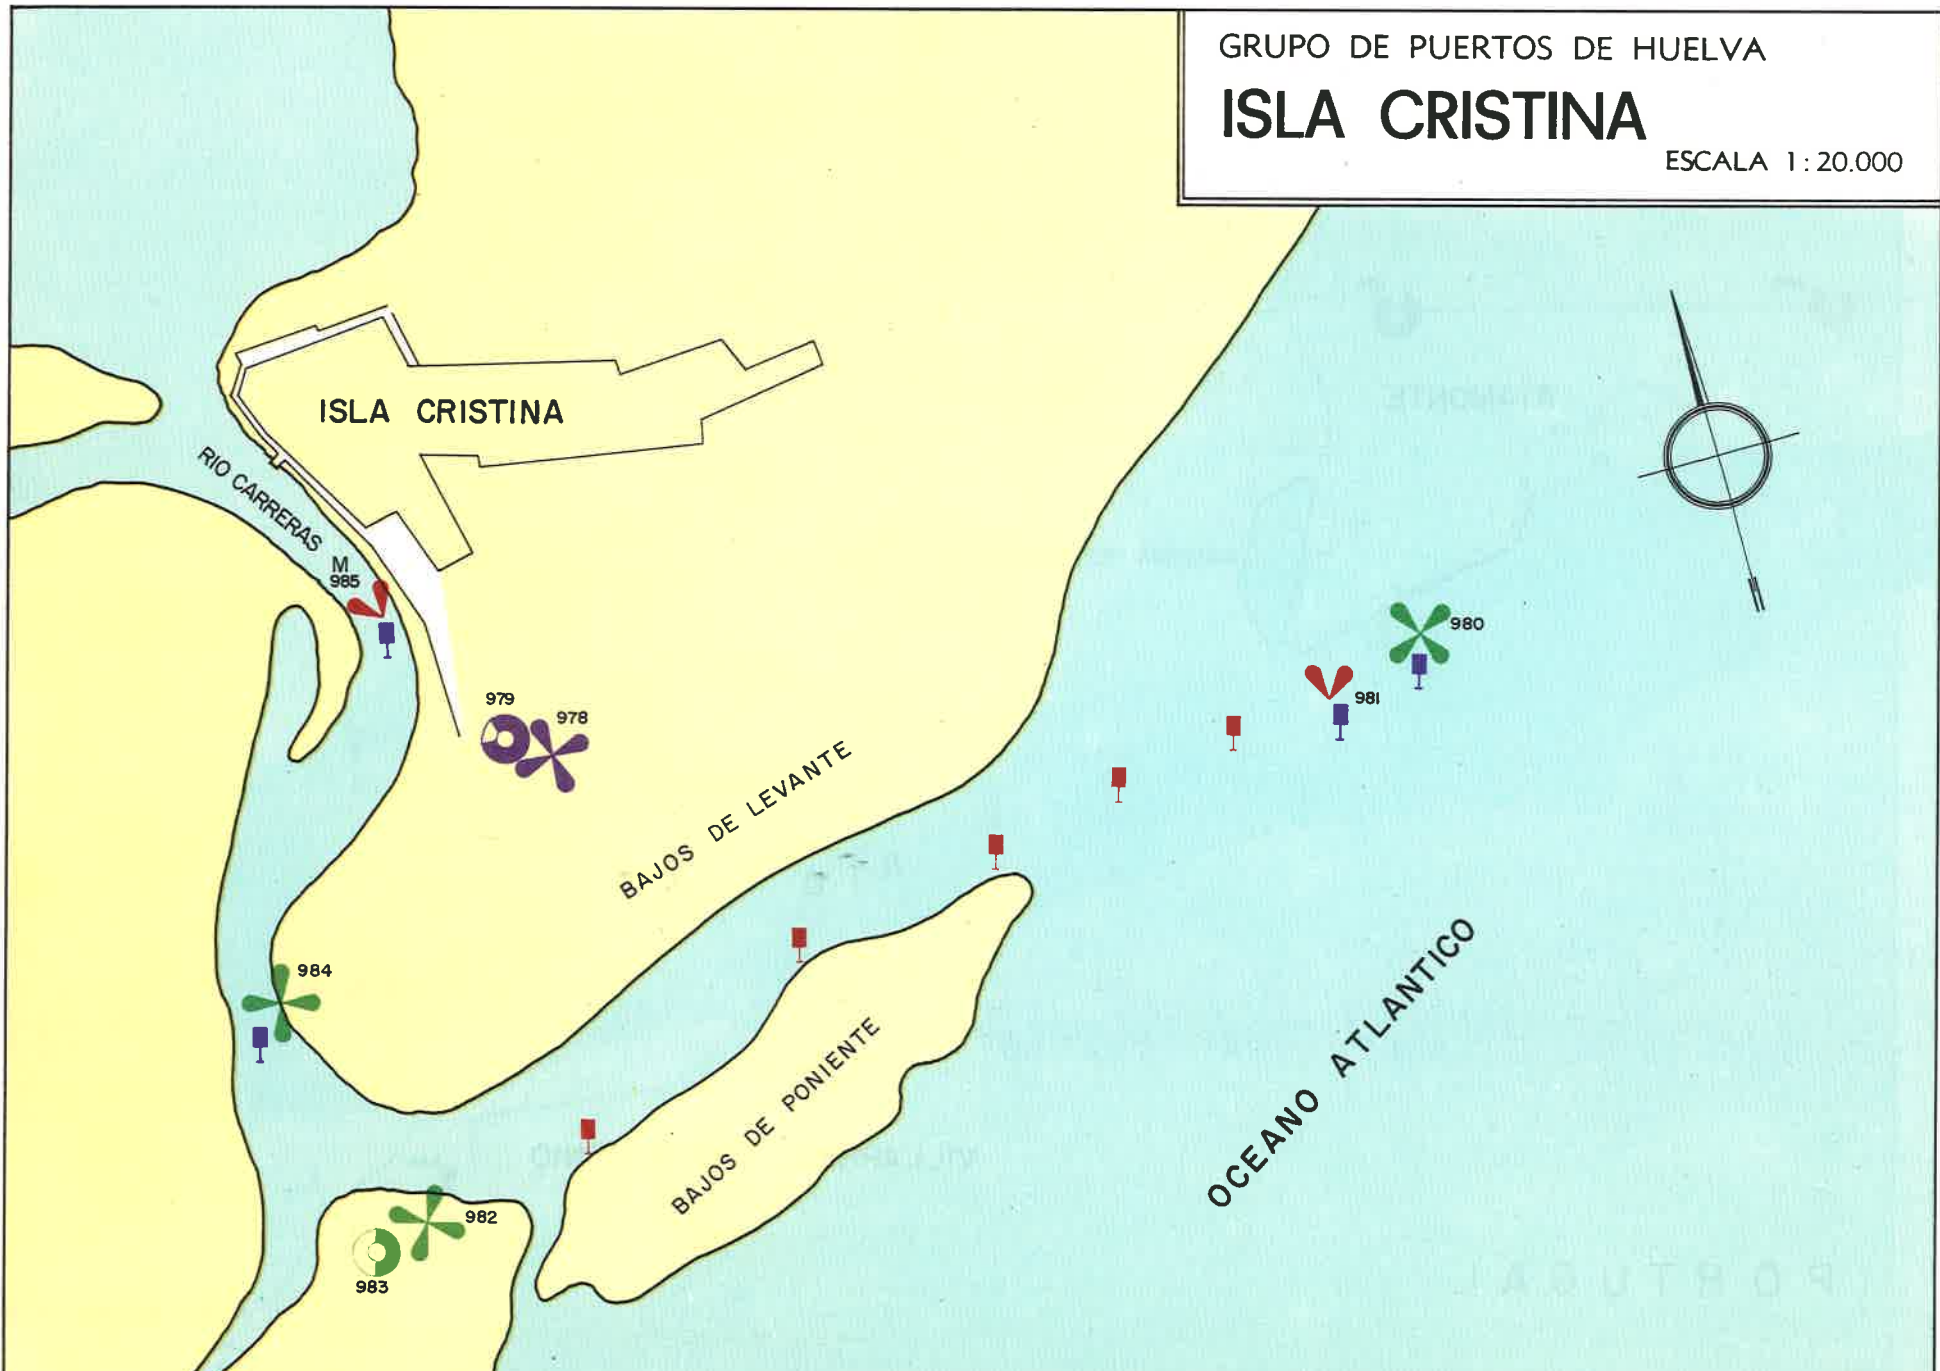 GRUPO DE PUERTOS DE HUELVA
ISLA CRISTINA
ESCALA 1:20.000
ISLA CRISTINA
RIO CARRERAS
M
985
980
981
979
978
BAJOS DE LEVANTE
984
OCEANO ATLANTICO
BAJOS DE PONIENTE
982
983
PORTUGAL